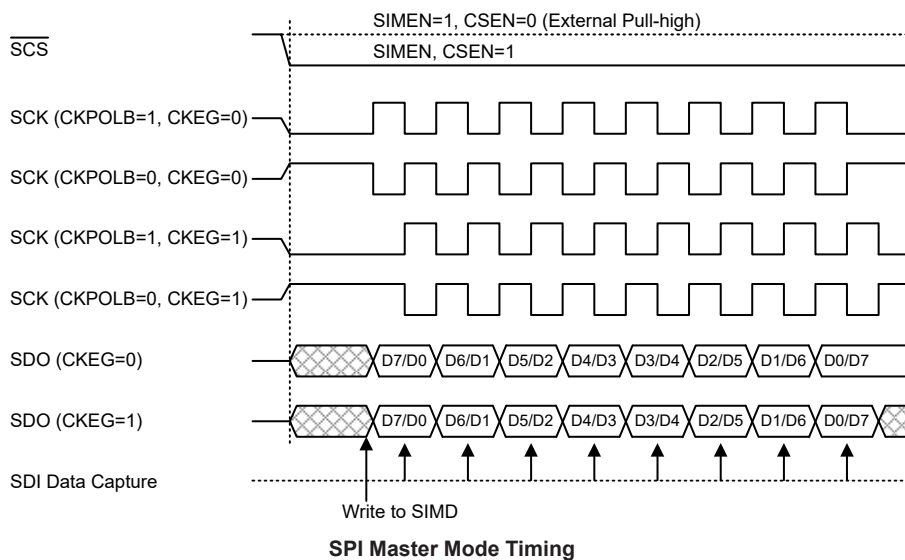 SIMEN=1, CSEN=0 (External Pull-high)
SCS
SIMEN, CSEN=1
SCK (CKPOLB=1, CKEG=0)
SCK (CKPOLB=0, CKEG=0)
SCK (CKPOLB=1, CKEG=1)
SCK (CKPOLB=0, CKEG=1)
SDO (CKEG=0) D7/D0 D6/D1 D5/D2 D4/D3 D3/D4 D2/D5 D1/D6 D0/D7
SDO (CKEG=1) D7/D0 D6/D1 D5/D2 D4/D3 D3/D4 D2/D5 D1/D6 D0/D7
SDI Data Capture
Write to SIMD
SPI Master Mode Timing